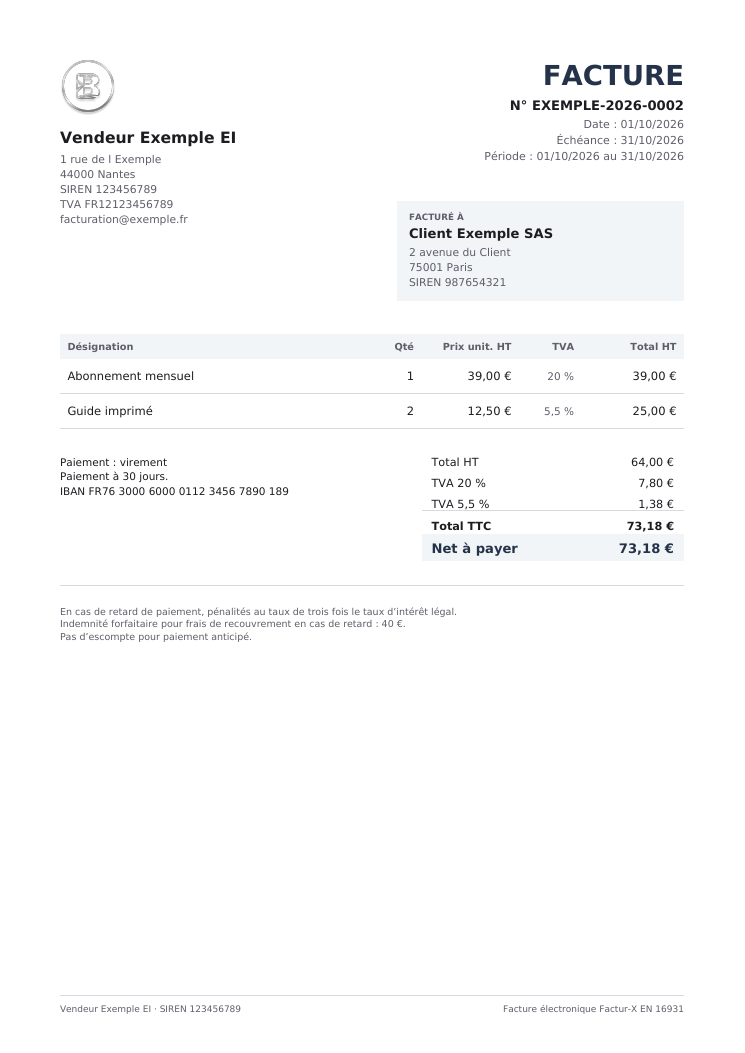 FACTURE
N° EXEMPLE-2026-0002
Date : 01/10/2026
Échéance : 31/10/2026
Période : 01/10/2026 au 31/10/2026
Vendeur Exemple EI
1 rue de l Exemple
44000 Nantes
SIREN 123456789
TVA FR12123456789
facturation@exemple.fr
FACTURÉ À
Client Exemple SAS
2 avenue du Client
75001 Paris
SIREN 987654321
Désignation Qté Prix unit. HT TVA Total HT
Abonnement mensuel 1 39,00 € 20 % 39,00 €
Guide imprimé 2 12,50 € 5,5 % 25,00 €
Paiement : virement
Paiement à 30 jours.
IBAN FR76 3000 6000 0112 3456 7890 189
Total HT 64,00 €
TVA 20 % 7,80 €
TVA 5,5 % 1,38 €
Total TTC 73,18 €
Net à payer 73,18 €
En cas de retard de paiement, pénalités au taux de trois fois le taux d’intérêt légal.
Indemnité forfaitaire pour frais de recouvrement en cas de retard : 40 €.
Pas d’escompte pour paiement anticipé.
Vendeur Exemple EI · SIREN 123456789 Facture électronique Factur-X EN 16931